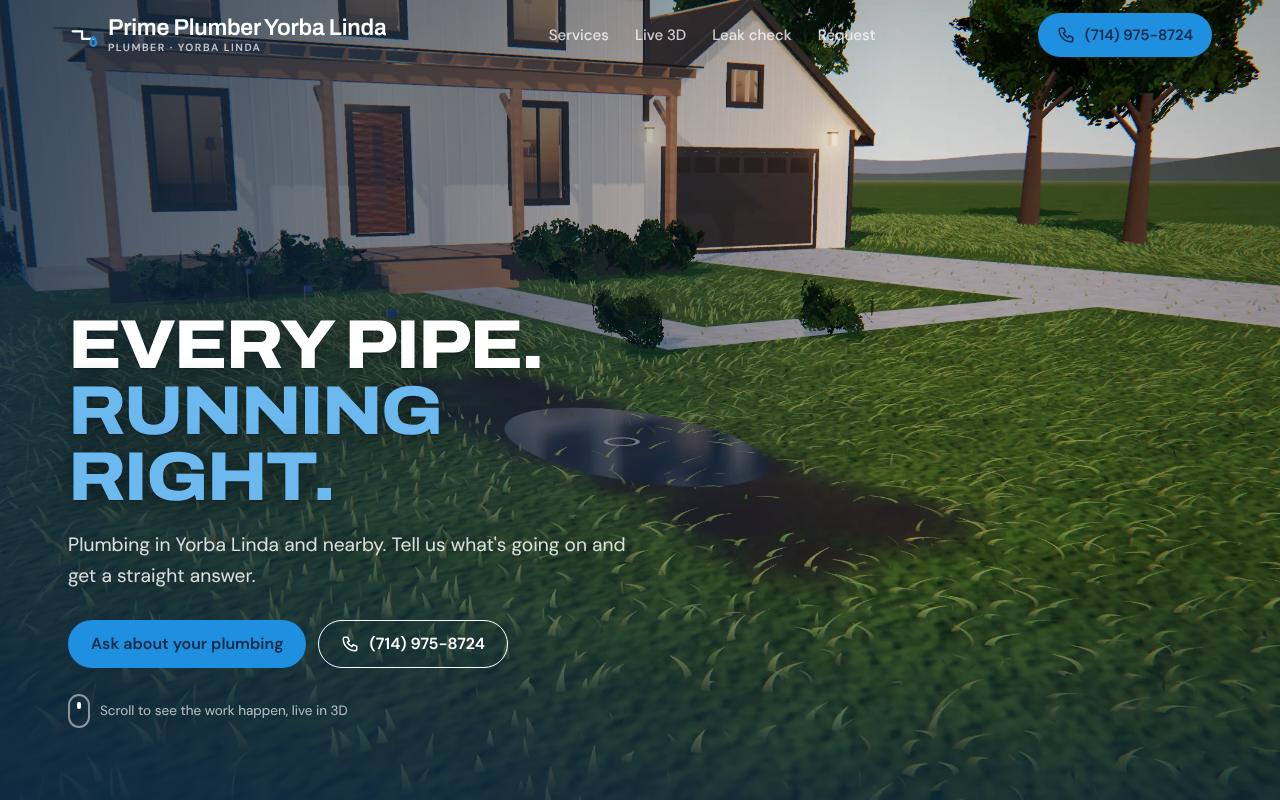 Prime Plumber Yorba Linda
PLUMBER · YORBA LINDA
Services
Live 3D
Leak check
Request
(714) 975-8724
EVERY PIPE.
RUNNING
RIGHT.
Plumbing in Yorba Linda and nearby. Tell us what's going on and
get a straight answer.
Ask about your plumbing
(714) 975-8724
Scroll to see the work happen, live in 3D